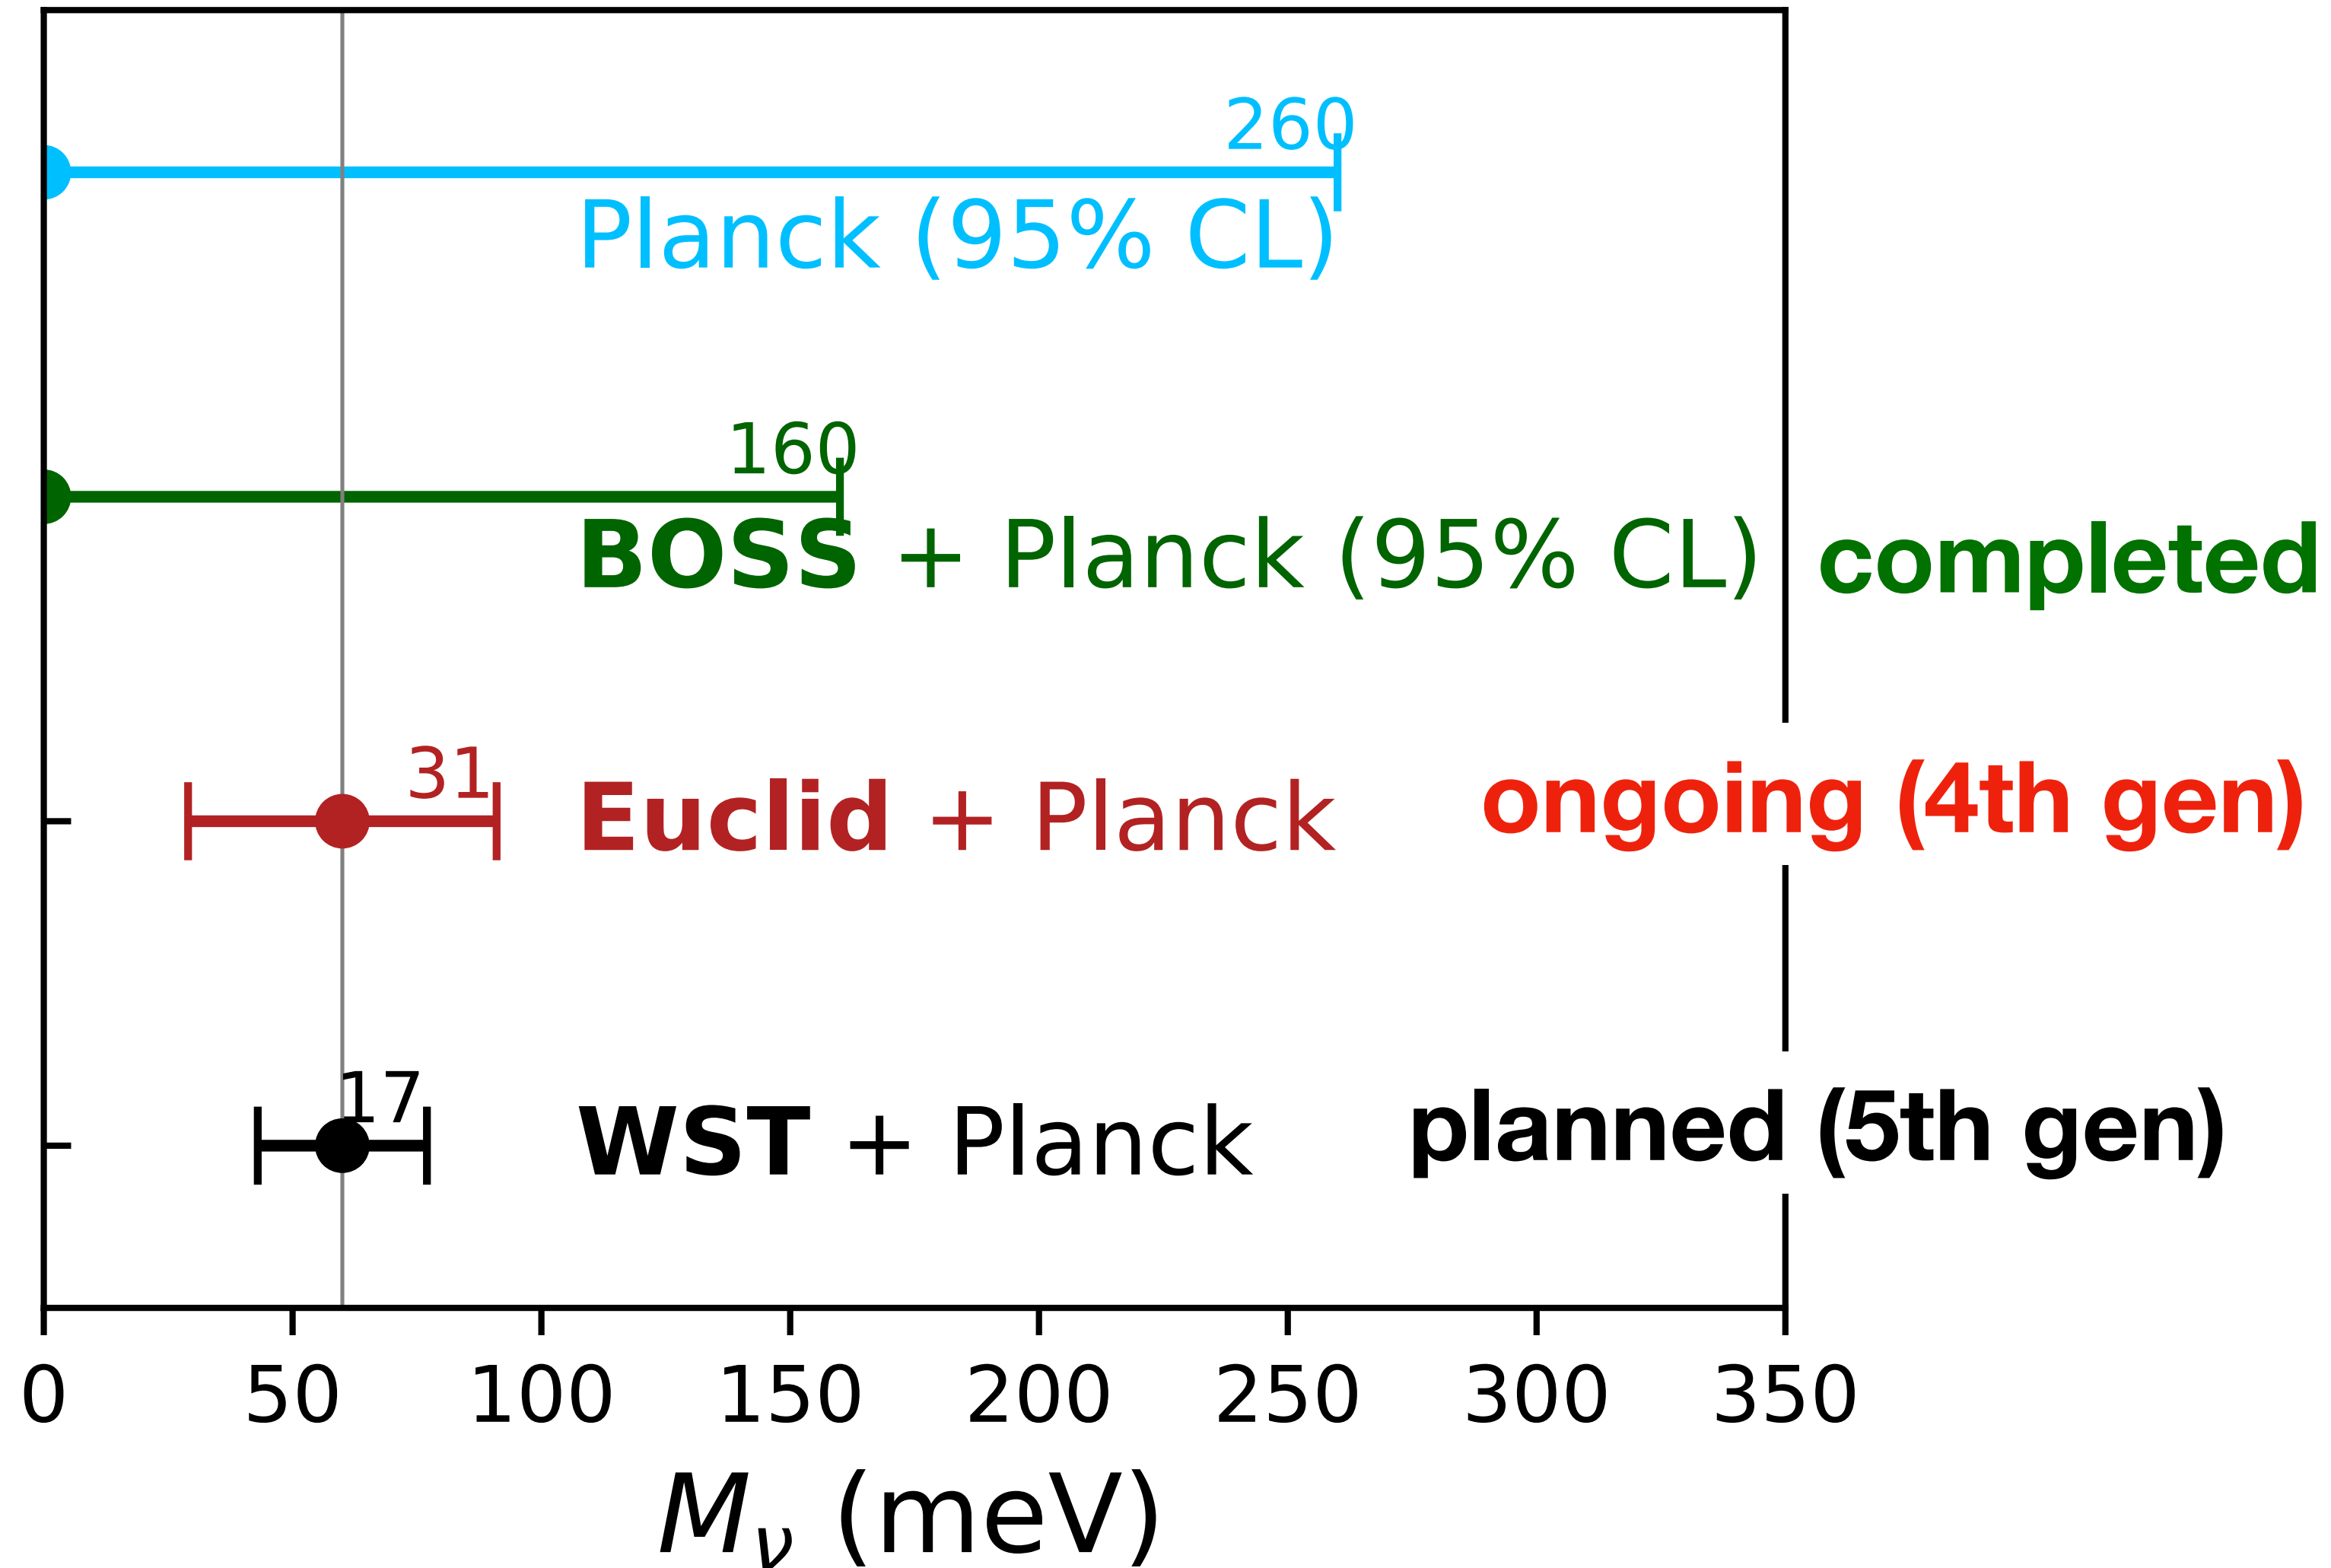 260
Planck (95% CL)
160
BOSS + Planck (95% CL) completed
31
Euclid + Planck ongoing (4th gen)
17
WST + Planck planned (5th gen)
0 50 100 150 200 250 300 350
Mν (meV)